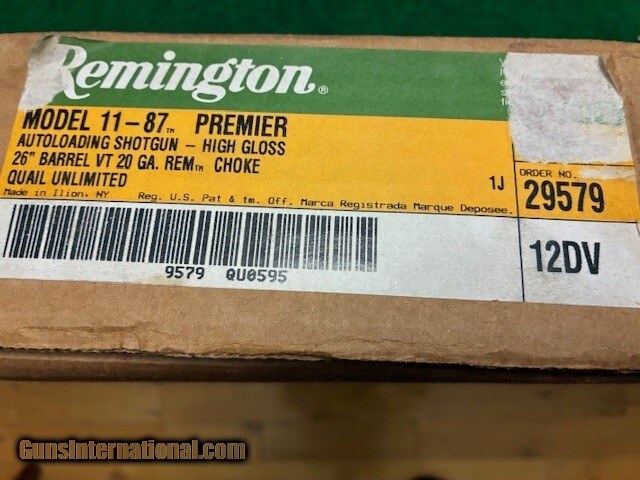 Remington®
MODEL 11-87™ PREMIER
AUTOLOADING SHOTGUN - HIGH GLOSS
26" BARREL VT 20 GA. REM™ CHOKE
QUAIL UNLIMITED
1J
Made in Ilion, NY Reg. U.S. Pat & tm. Off. Marca Registrada Marque Deposee.
ORDER NO.
29579
12DV
9579 QU0595
GunsInternational.com